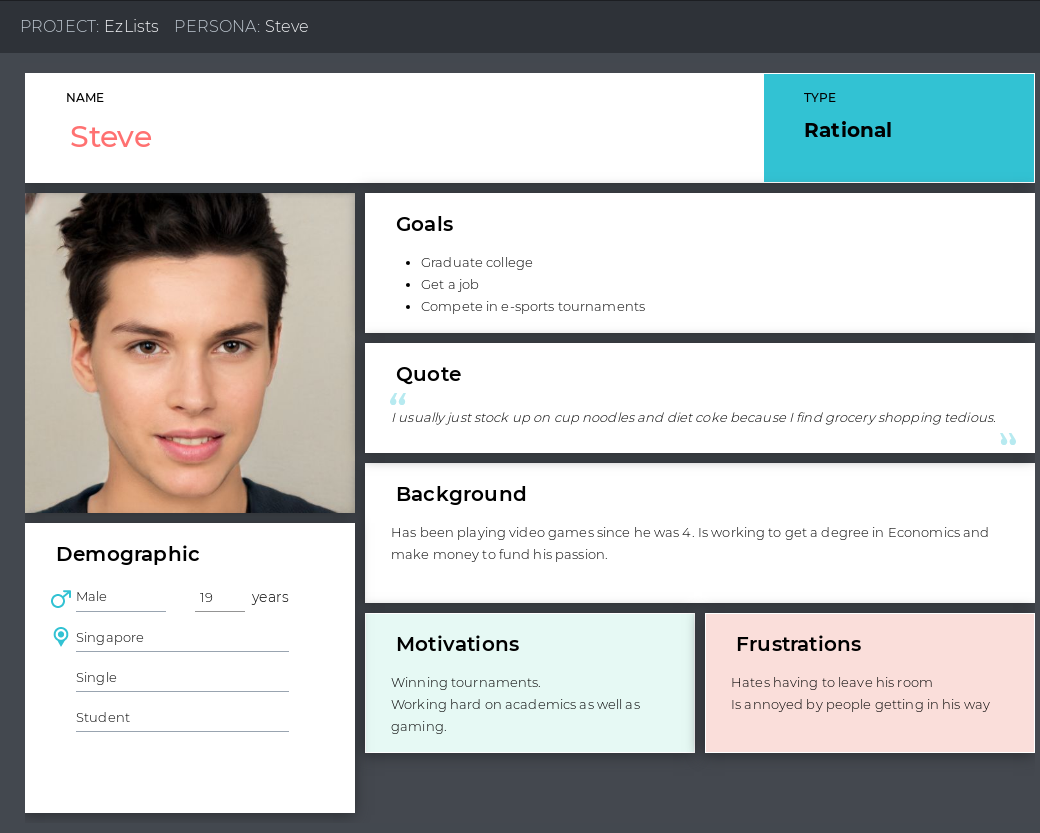 PROJECT: EzLists PERSONA: Steve
NAME
Steve
TYPE
Rational
Goals
Graduate college
Get a job
Compete in e-sports tournaments
Quote
“
I usually just stock up on cup noodles and diet coke because I find grocery shopping tedious.
”
Background
Has been playing video games since he was 4. Is working to get a degree in Economics and
make money to fund his passion.
Demographic
Male 19 years
Singapore
Single
Student
Motivations
Winning tournaments.
Working hard on academics as well as
gaming.
Frustrations
Hates having to leave his room
Is annoyed by people getting in his way